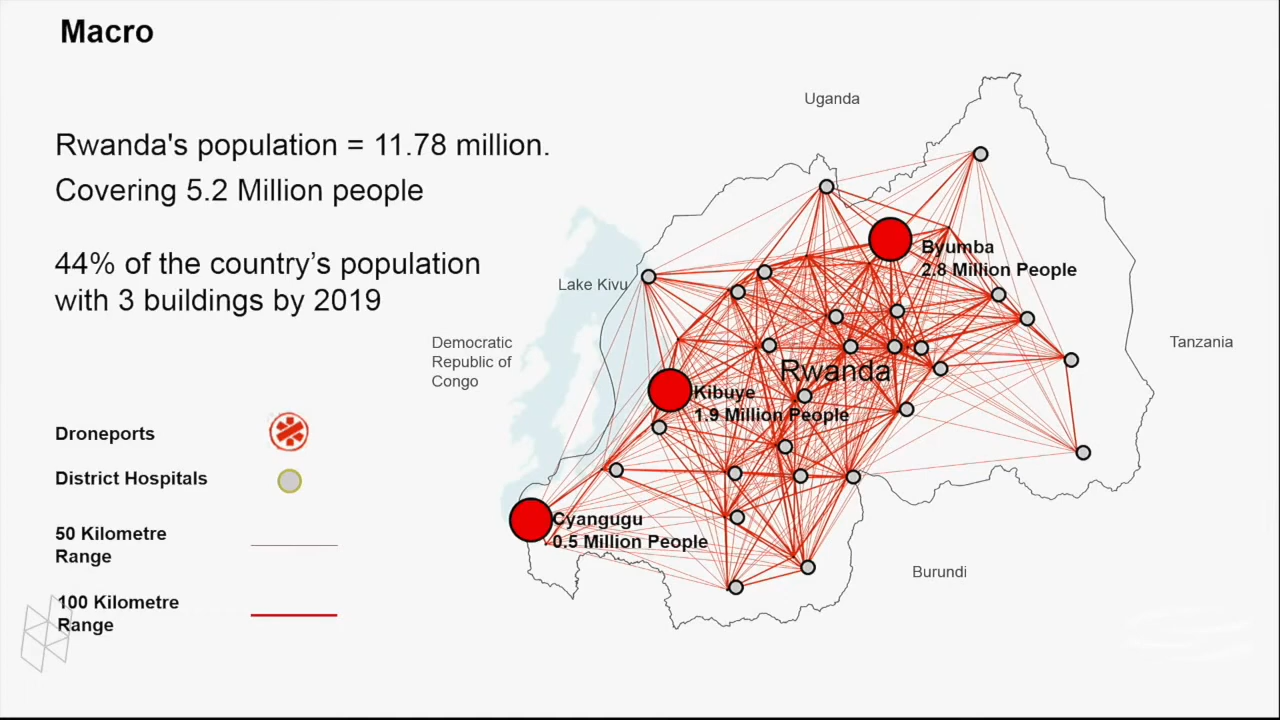 Macro
Rwanda's population = 11.78 million.
Covering 5.2 Million people
44% of the country’s population
with 3 buildings by 2019
Droneports
District Hospitals
50 Kilometre
Range
100 Kilometre
Range
Uganda
Byumba
2.8 Million People
Lake Kivu
Democratic
Republic of
Congo
Tanzania
Rwanda
Kibuye
1.9 Million People
Cyangugu
0.5 Million People
Burundi